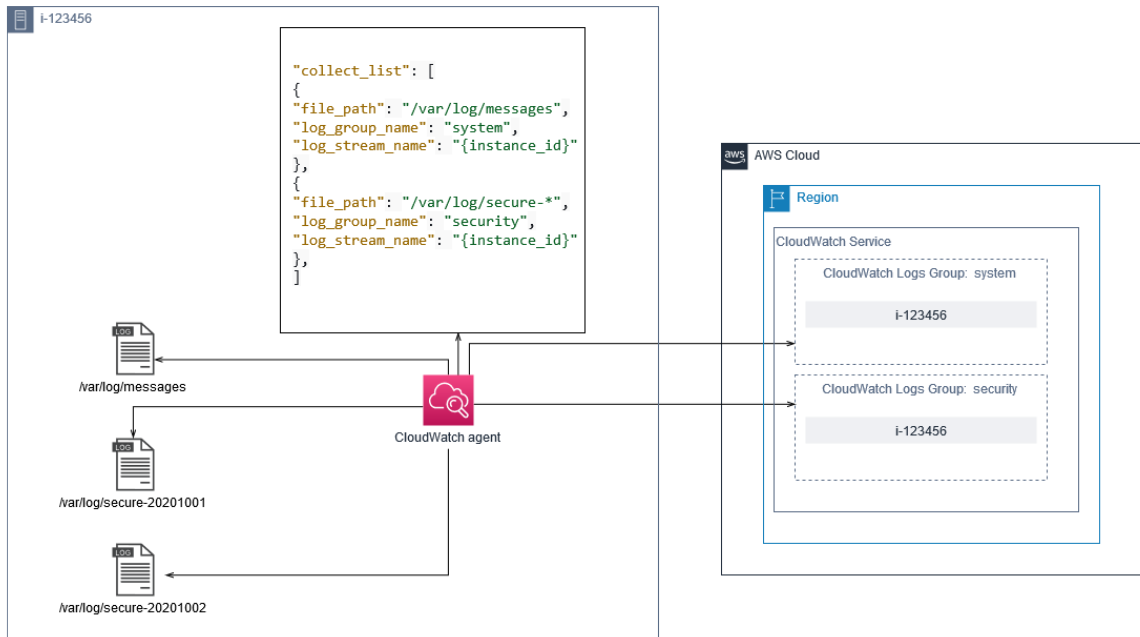 i-123456
"collect_list": [
{
"file_path": "/var/log/messages",
"log_group_name": "system",
"log_stream_name": "{instance_id}"
},
{
"file_path": "/var/log/secure-*",
"log_group_name": "security",
"log_stream_name": "{instance_id}"
},
]
LOG
/var/log/messages
LOG
/var/log/secure-20201001
LOG
/var/log/secure-20201002
CloudWatch agent
aws
AWS Cloud
Region
CloudWatch Service
CloudWatch Logs Group: system
i-123456
CloudWatch Logs Group: security
i-123456